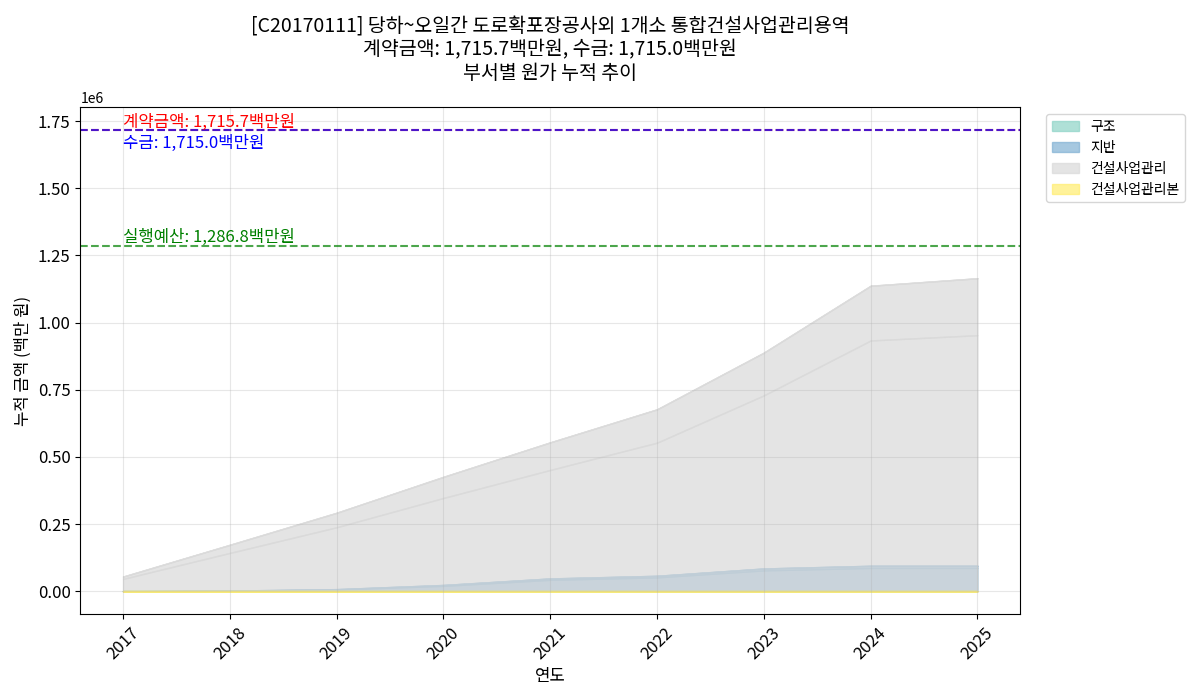 [C20170111] 당하~오일간 도로확포장공사외 1개소 통합건설사업관리용역
계약금액: 1,715.7백만원, 수금: 1,715.0백만원
부서별 원가 누적 추이
1e6
1.75
1.50
1.25
1.00
0.75
0.50
0.25
0.00
누적 금액 (백만 원)
계약금액: 1,715.7백만원
수금: 1,715.0백만원
실행예산: 1,286.8백만원
구조
지반
건설사업관리
건설사업관리본
2017
2018
2019
2020
2021
2022
2023
2024
2025
연도